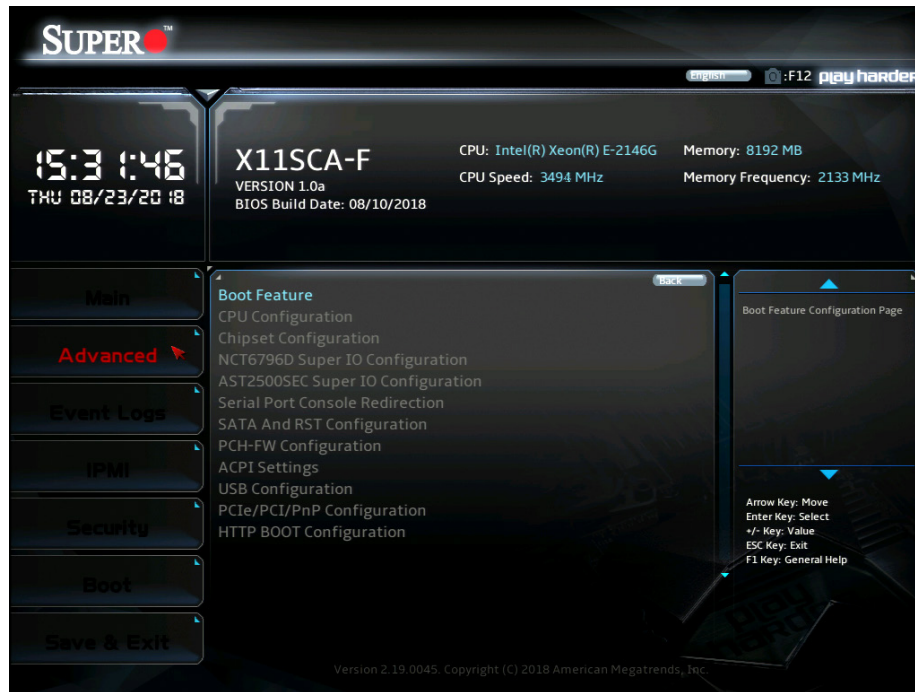 SUPER™
English
:F12 play harder
15:31:46
THU 08/23/2018
X11SCA-F
VERSION 1.0a
BIOS Build Date: 08/10/2018
CPU: Intel(R) Xeon(R) E-2146G
CPU Speed: 3494 MHz
Memory: 8192 MB
Memory Frequency: 2133 MHz
Main
Advanced
Event Logs
IPMI
Security
Boot
Save & Exit
Back
Boot Feature
CPU Configuration
Chipset Configuration
NCT6796D Super IO Configuration
AST2500SEC Super IO Configuration
Serial Port Console Redirection
SATA And RST Configuration
PCH-FW Configuration
ACPI Settings
USB Configuration
PCIe/PCI/PnP Configuration
HTTP BOOT Configuration
Boot Feature Configuration Page
Arrow Key: Move
Enter Key: Select
+/- Key: Value
ESC Key: Exit
F1 Key: General Help
PLAY
HARD
Version 2.19.0045. Copyright (C) 2018 American Megatrends, Inc.